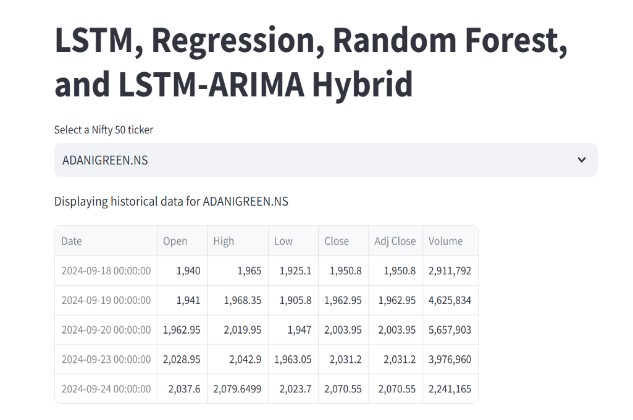 LSTM, Regression, Random Forest,
and LSTM-ARIMA Hybrid
Select a Nifty 50 ticker
ADANIGREEN.NS
Displaying historical data for ADANIGREEN.NS
Date Open High Low Close Adj Close Volume
2024-09-18 00:00:00 1,940 1,965 1,925.1 1,950.8 1,950.8 2,911,792
2024-09-19 00:00:00 1,941 1,968.35 1,905.8 1,962.95 1,962.95 4,625,834
2024-09-20 00:00:00 1,962.95 2,019.95 1,947 2,003.95 2,003.95 5,657,903
2024-09-23 00:00:00 2,028.95 2,042.9 1,963.05 2,031.2 2,031.2 3,976,960
2024-09-24 00:00:00 2,037.6 2,079.6499 2,023.7 2,070.55 2,070.55 2,241,165